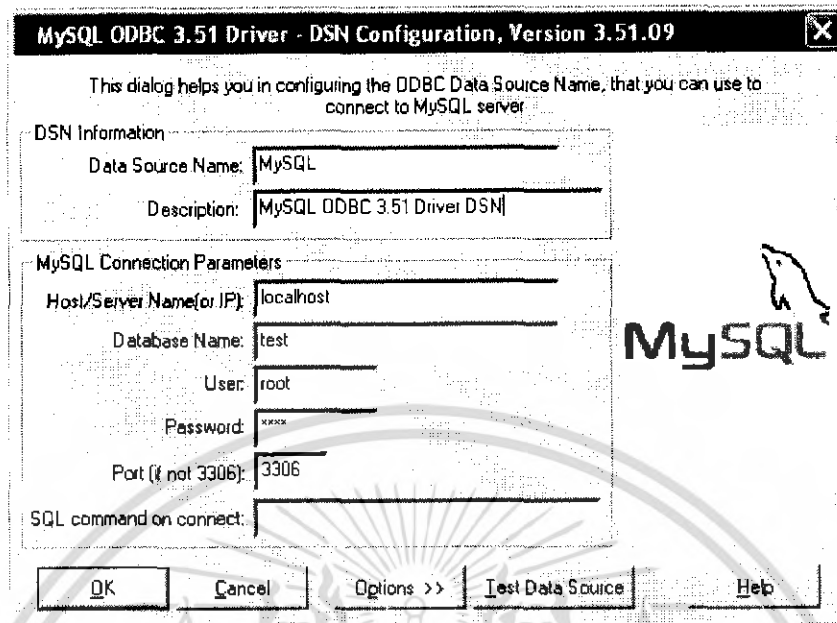 MySQL ODBC 3.51 Driver - DSN Configuration, Version 3.51.09
This dialog helps you in configuring the ODBC Data Source Name, that you can use to
connect to MySQL server
DSN Information
Data Source Name: MySQL
Description: MySQL ODBC 3.51 Driver DSN
MySQL Connection Parameters
Host/Server Name(or IP): localhost
Database Name: test
User: root
Password: ****
Port (if not 3306): 3306
SQL command on connect:
MySQL
OK Cancel Options >> Test Data Source Help